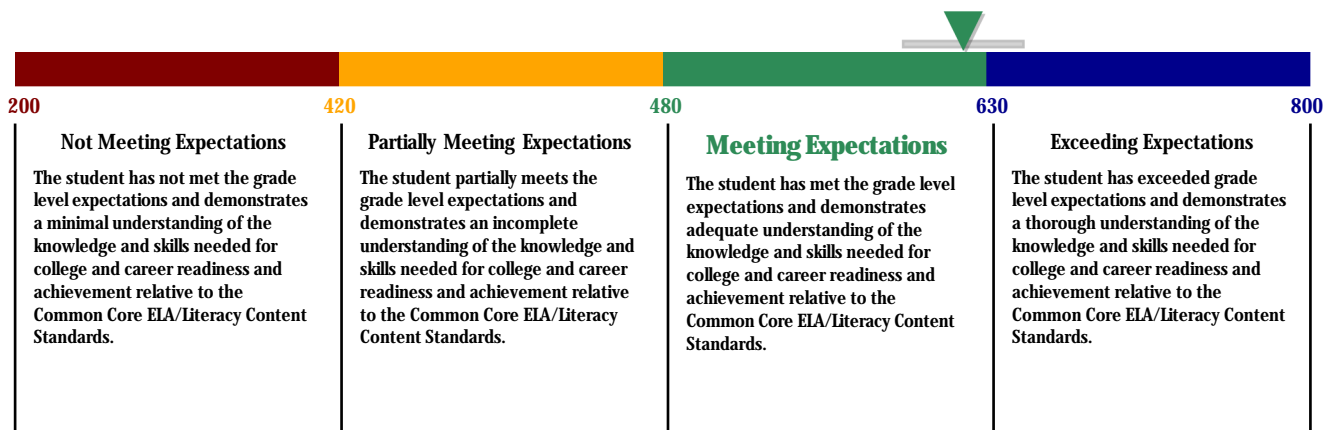 200 420 480 630 800
Not Meeting Expectations
The student has not met the grade
level expectations and demonstrates
a minimal understanding of the
knowledge and skills needed for
college and career readiness and
achievement relative to the
Common Core ELA/Literacy Content
Standards.
Partially Meeting Expectations
The student partially meets the
grade level expectations and
demonstrates an incomplete
understanding of the knowledge and
skills needed for college and career
readiness and achievement relative
to the Common Core ELA/Literacy
Content Standards.
Meeting Expectations
The student has met the grade level
expectations and demonstrates
adequate understanding of the
knowledge and skills needed for
college and career readiness and
achievement relative to the
Common Core ELA/Literacy Content
Standards.
Exceeding Expectations
The student has exceeded grade
level expectations and demonstrates
a thorough understanding of the
knowledge and skills needed for
college and career readiness and
achievement relative to the
Common Core ELA/Literacy Content
Standards.